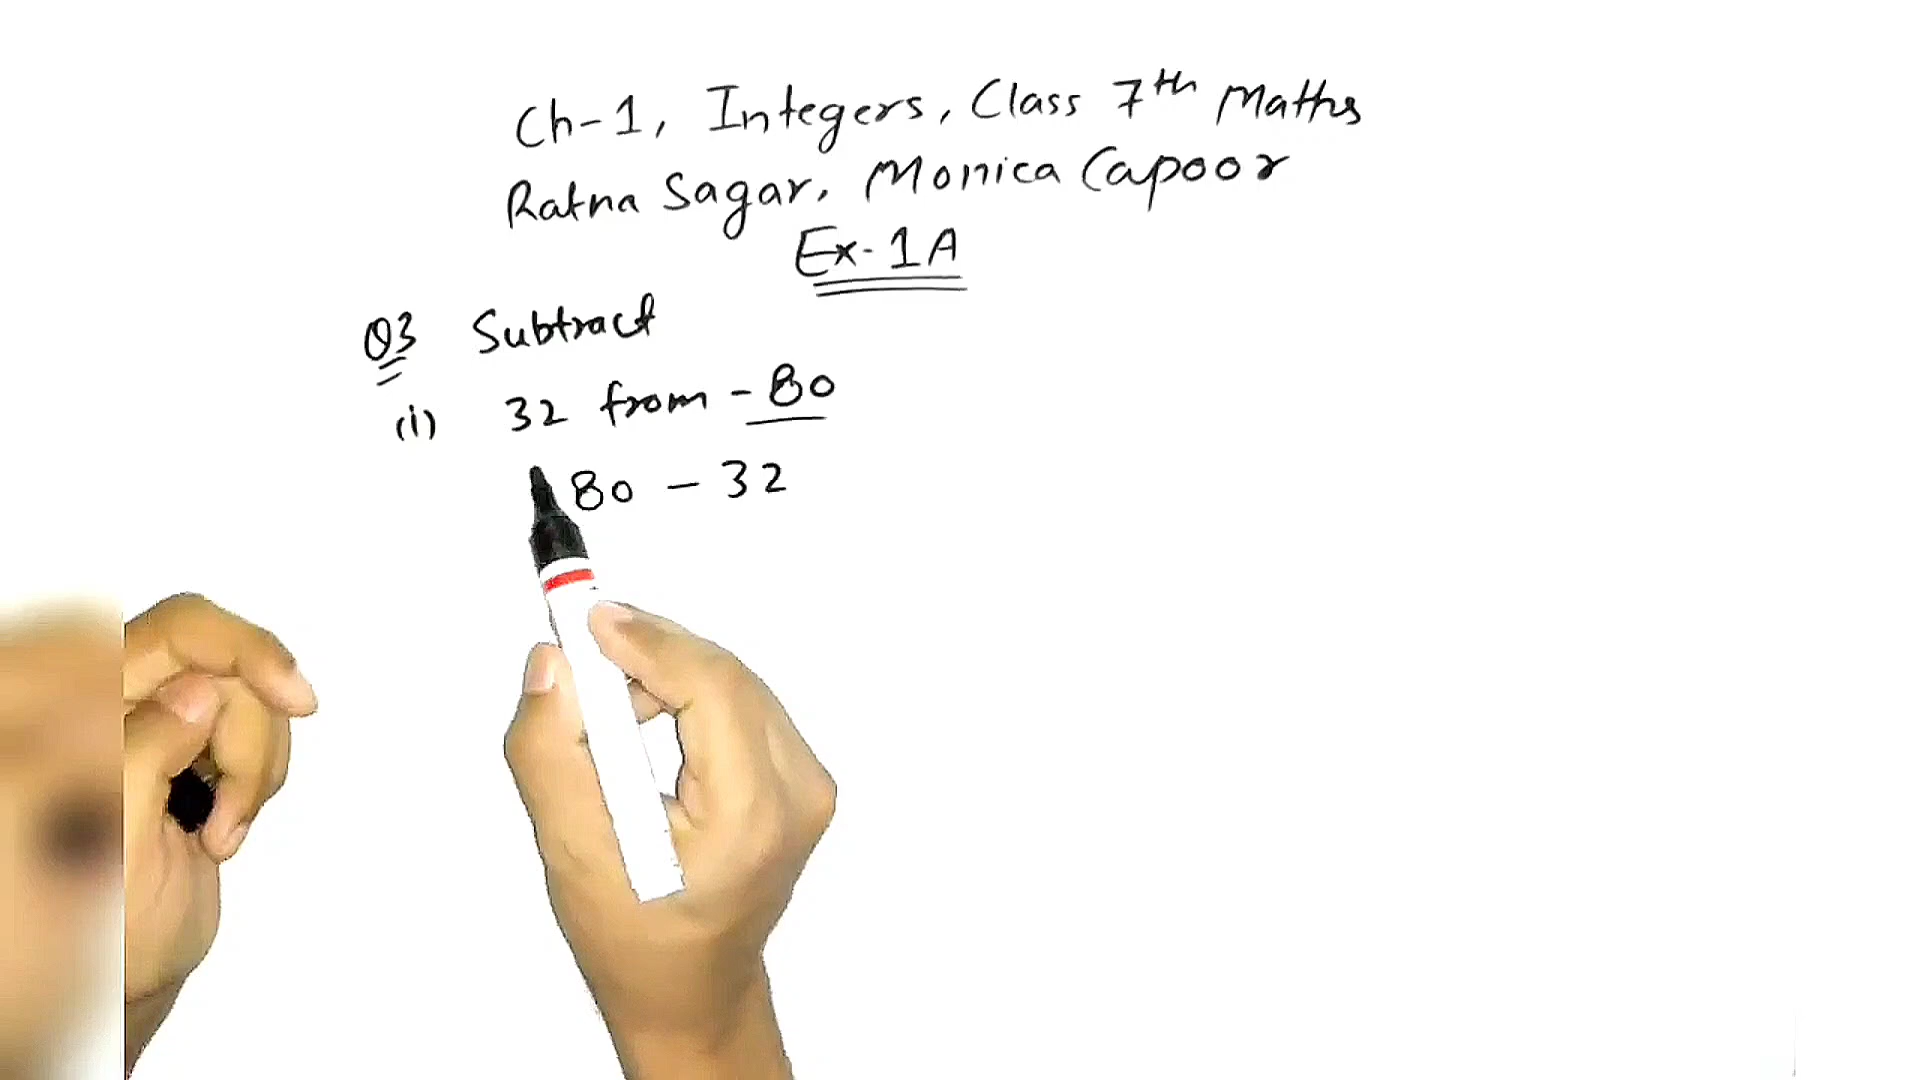 Ch-1, Integers, Class 7th Maths
Ratna Sagar, Monica Capoor
Ex-1A
Q3 Subtract
(i) 32 from -80
80 - 32